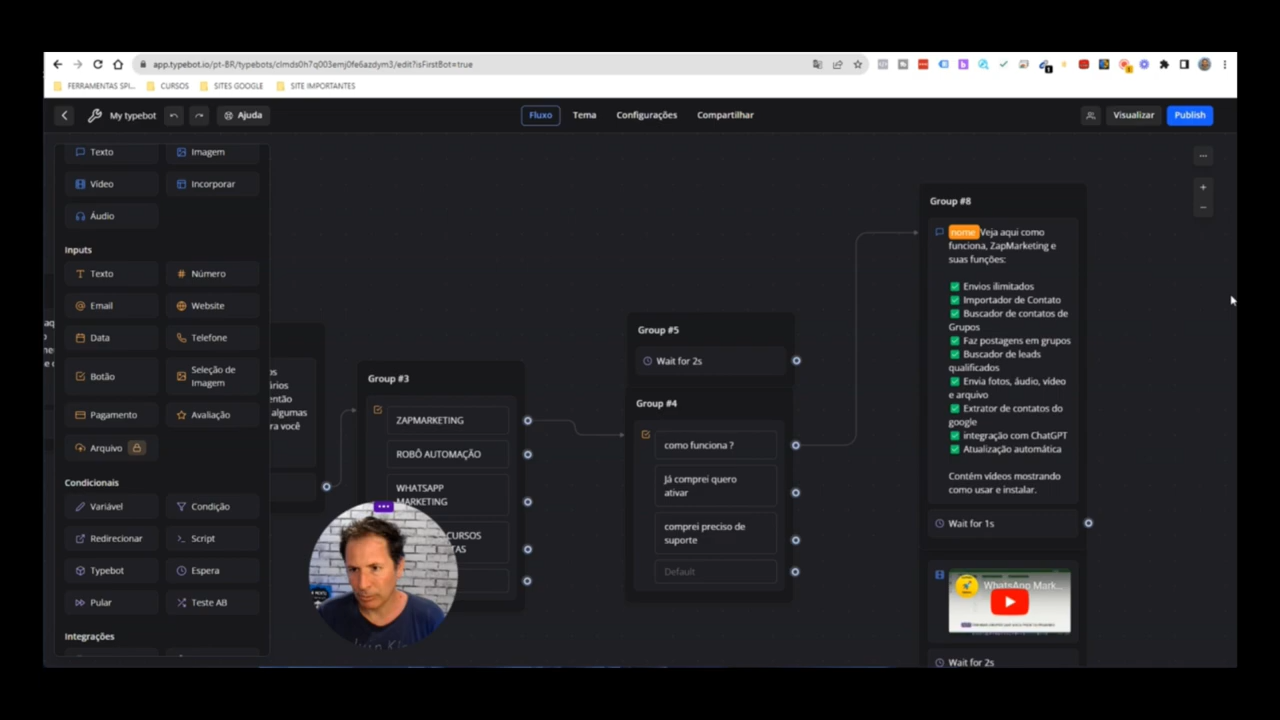 app.typebot.io/pt-BR/typebots/clmds0h7q003emj0fe6azdym3/edit?isFirstBot=true
FERRAMENTAS SPI... CURSOS SITES GOOGLE SITE IMPORTANTES
My typebot Ajuda Fluxo Tema Configurações Compartilhar Visualizar Publish
Texto Imagem
Vídeo Incorporar
Áudio
Inputs
Texto Número
Email Website
Data Telefone
Botão Seleção de
Imagem
Pagamento Avaliação
Arquivo
Condicionais
Variável Condição
Redirecionar Script
Typebot Espera
Pular Teste AB
Integrações
algumas
você
Group #3
ZAPMARKETING
ROBÔ AUTOMAÇÃO
WHATSAPP
MARKETING
CURSOS
Group #5
Wait for 2s
Group #4
como funciona ?
Já comprei quero
ativar
comprei preciso de
suporte
Default
Group #8
nome Veja aqui como
funciona, ZapMarketing e
suas funções:
✅ Envios ilimitados
✅ Importador de Contato
✅ Buscador de contatos de
Grupos
✅ Faz postagens em grupos
✅ Buscador de leads
qualificados
✅ Envia fotos, áudio, vídeo
e arquivo
✅ Extrator de contatos do
google
✅ integração com ChatGPT
✅ Atualização automática
Contém vídeos mostrando
como usar e instalar.
Wait for 1s
WhatsApp Mark...
Wait for 2s